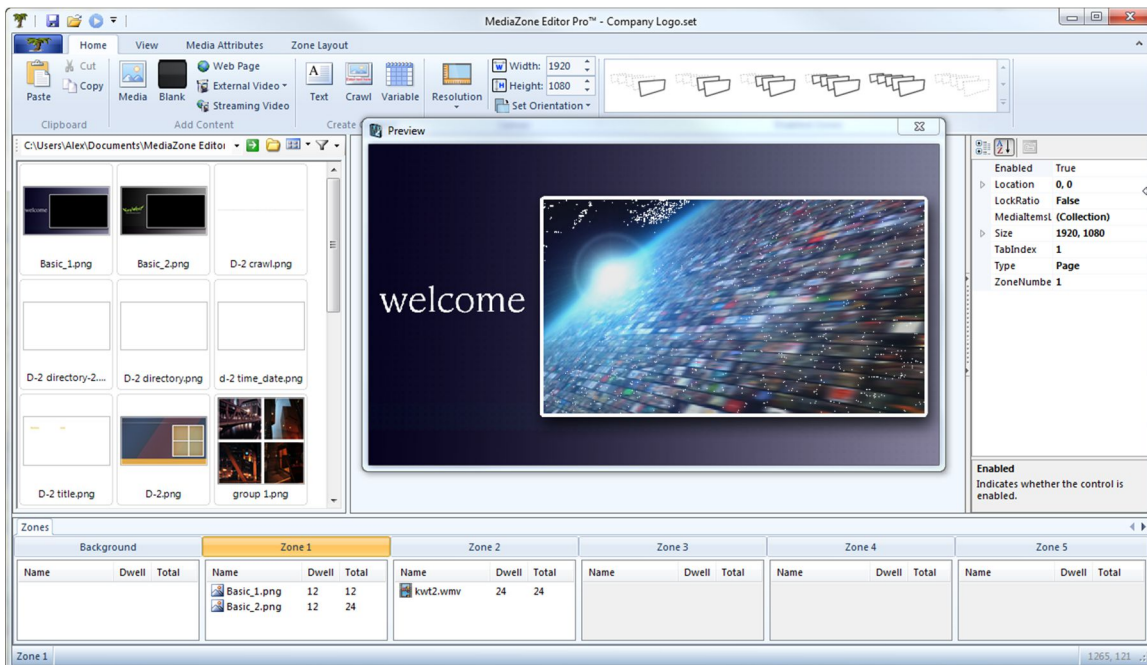 MediaZone Editor Pro™ - Company Logo.set
Home View Media Attributes Zone Layout
Paste
Cut
Copy
Clipboard
Media
Blank
Web Page
External Video
Streaming Video
Add Content
Text
Crawl
Variable
Create
Resolution
Width: 1920
Height: 1080
Set Orientation
C:\Users\Alex\Documents\MediaZone Editor
Basic_1.png Basic_2.png D-2 crawl.png
D-2 directory-2.... D-2 directory.png d-2 time_date.png
D-2 title.png D-2.png group 1.png
welcome
Preview
welcome
Enabled True
Location 0, 0
LockRatio False
MediaItemsL (Collection)
Size 1920, 1080
TabIndex 1
Type Page
ZoneNumbe 1
Enabled
Indicates whether the control is
enabled.
Zones
Background Zone 1 Zone 2 Zone 3 Zone 4 Zone 5
Name Dwell Total Name Dwell Total Name Dwell Total Name Dwell Total Name Dwell Total Name Dwell Total
Basic_1.png 12 12 kwt2.wmv 24 24
Basic_2.png 12 24
Zone 1 1265, 121